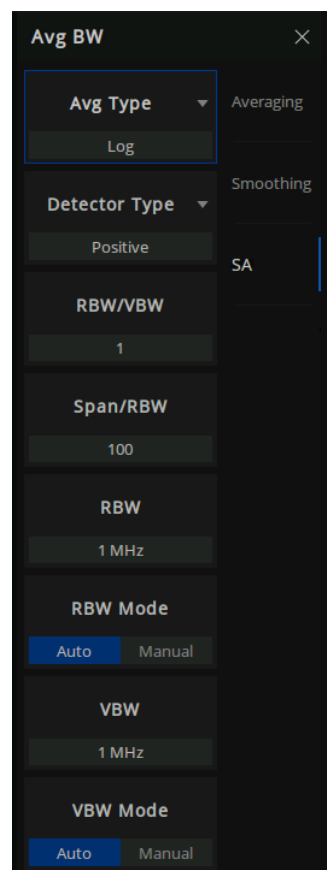 Avg BW
Avg Type
Log
Detector Type
Positive
RBW/VBW
1
Span/RBW
100
RBW
1 MHz
RBW Mode
Auto Manual
VBW
1 MHz
VBW Mode
Auto Manual
Averaging
Smoothing
SA